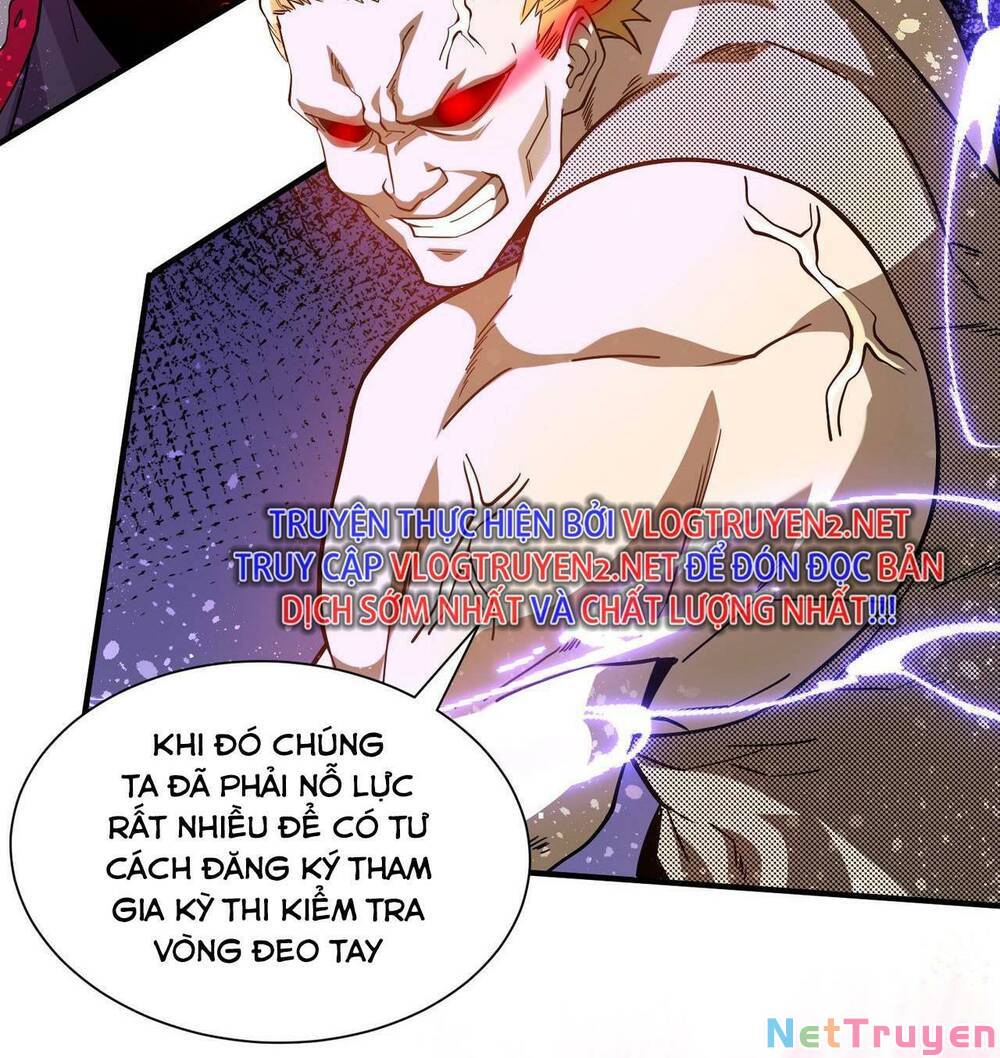 TRUYỆN THỰC HIỆN BỞI VLOGTRUYEN2.NET
TRUY CẬP VLOGTRUYEN2.NET ĐỂ ĐÓN ĐỌC BẢN
DỊCH SỚM NHẤT VÀ CHẤT LƯỢNG NHẤT!!!
KHI ĐÓ CHÚNG
TA ĐÃ PHẢI NỖ LỰC
RẤT NHIỀU ĐỂ CÓ TƯ
CÁCH ĐĂNG KÝ THAM
GIA KỲ THI KIỂM TRA
VÒNG ĐEO TAY
NetTruyen